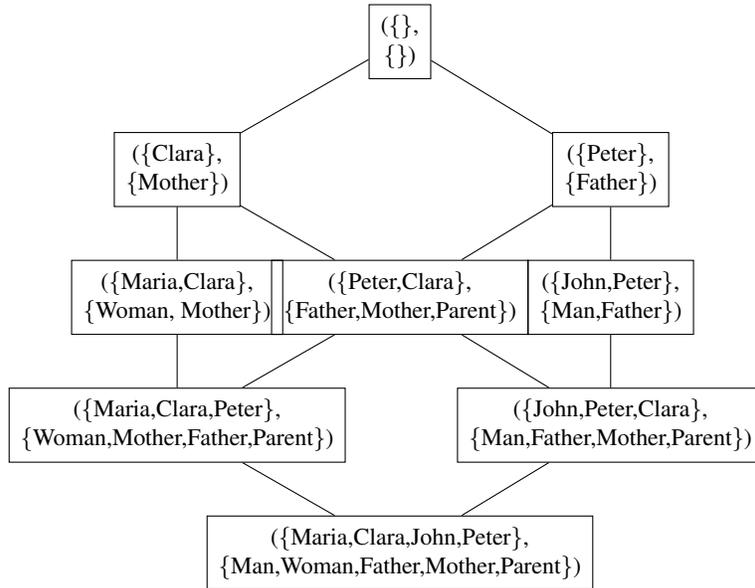 ({},
{})
({Clara},
{Mother})
({Peter},
{Father})
({Maria,Clara},
{Woman, Mother})
({Peter,Clara},
{Father,Mother,Parent})
({John,Peter},
{Man,Father})
({Maria,Clara,Peter},
{Woman,Mother,Father,Parent})
({John,Peter,Clara},
{Man,Father,Mother,Parent})
({Maria,Clara,John,Peter},
{Man,Woman,Father,Mother,Parent})